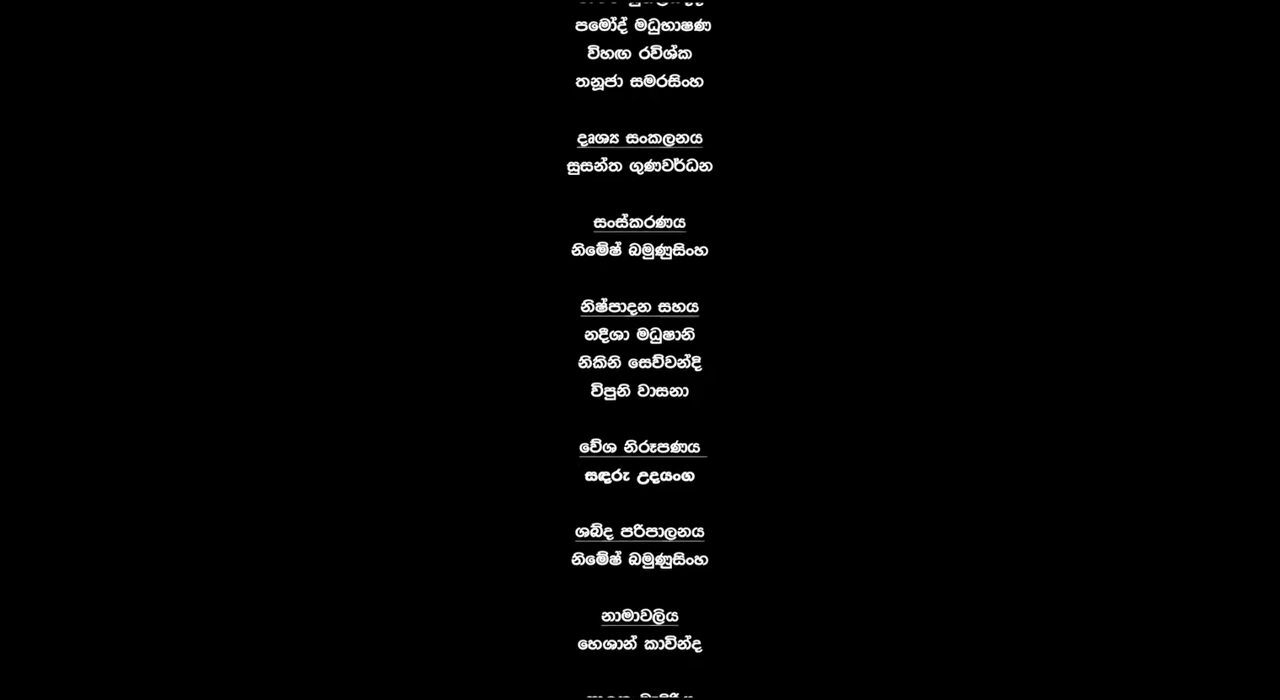 පමෝද් මධුභාෂණ
විහඟ රවිශ්ක
තනූජා සමරසිංහ
දෘශ්‍ය සංකලනය
සුසන්ත ගුණවර්ධන
සංස්කරණය
නිමේෂ් බමුණුසිංහ
නිෂ්පාදන සහය
නදීශා මධුෂානි
නිකිනි සෙව්වන්දි
විපුනි වාසනා
වේශ නිරූපණය
සඳරු උදයංග
ශබ්ද පරිපාලනය
නිමේෂ් බමුණුසිංහ
නාමාවලිය
හෙශාන් කාවින්ද